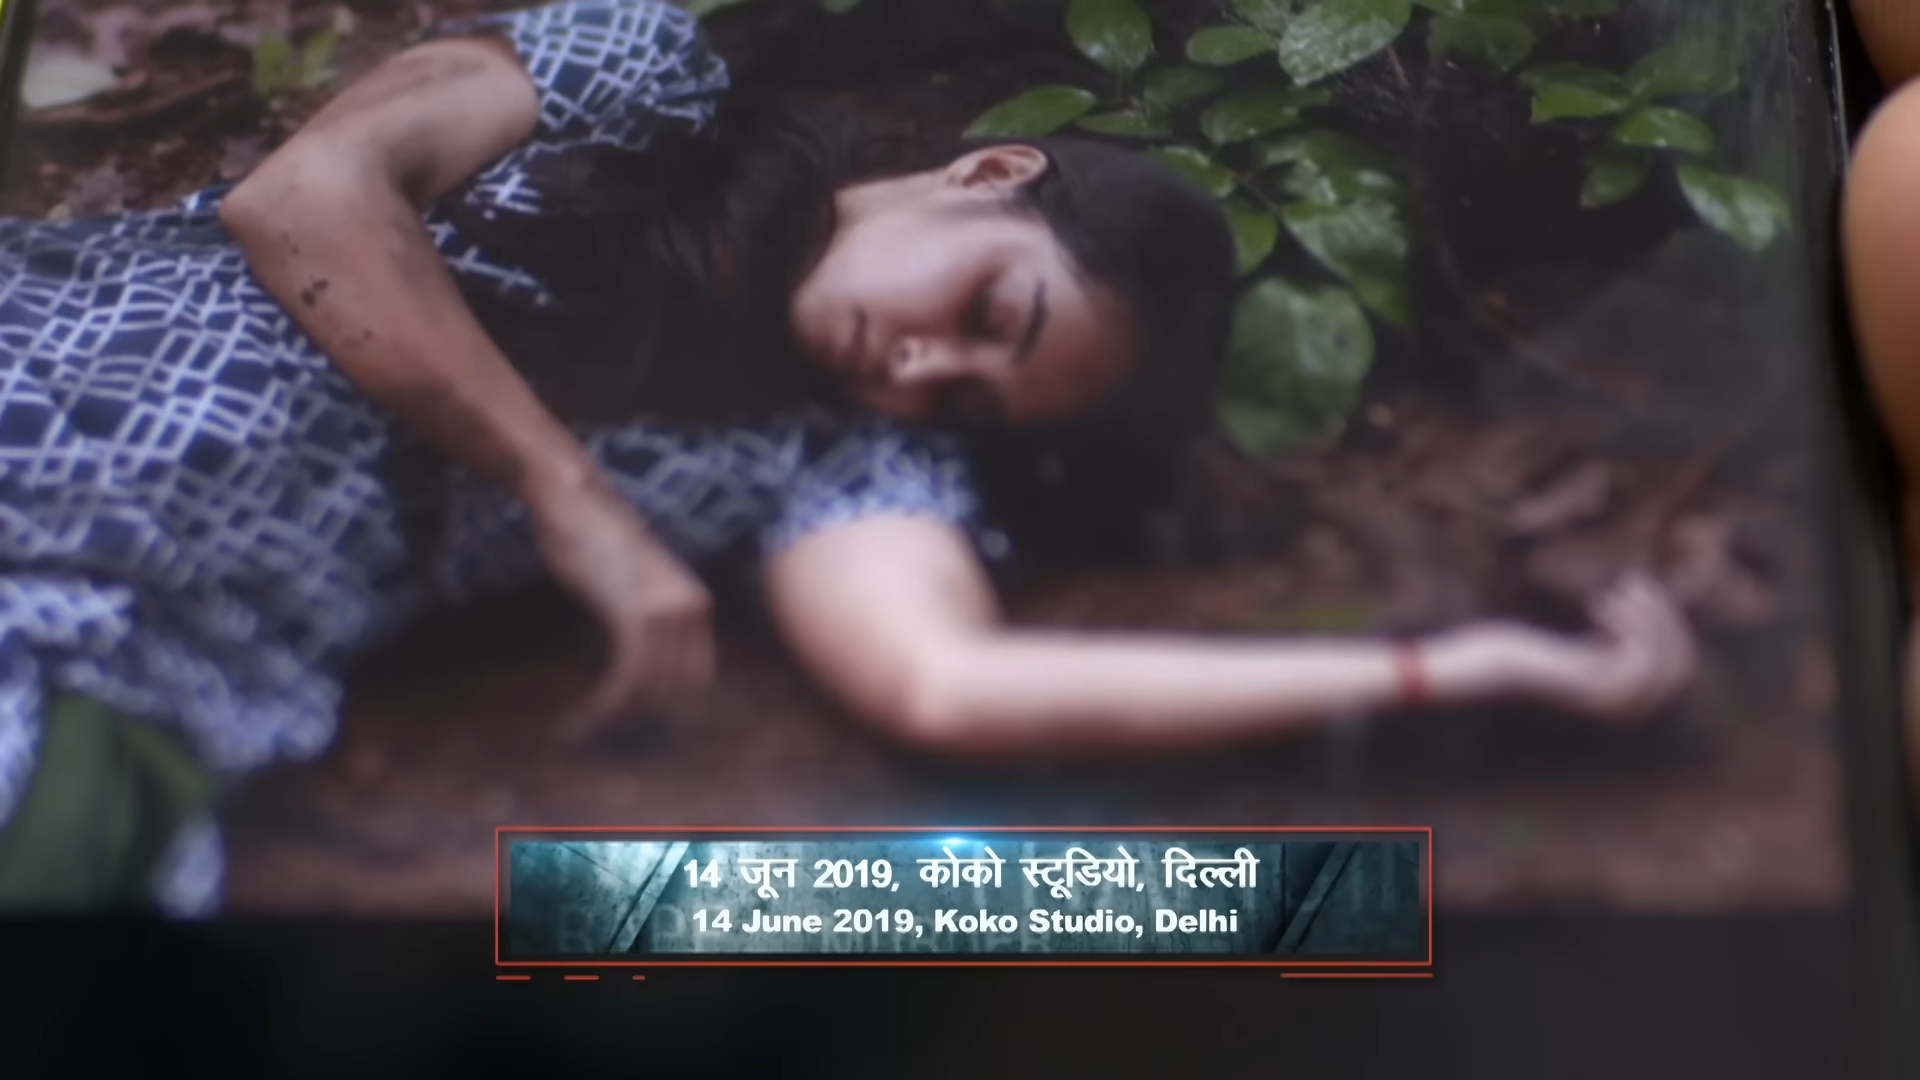 14 जून 2019, कोको स्टूडियो, दिल्ली
14 June 2019, Koko Studio, Delhi